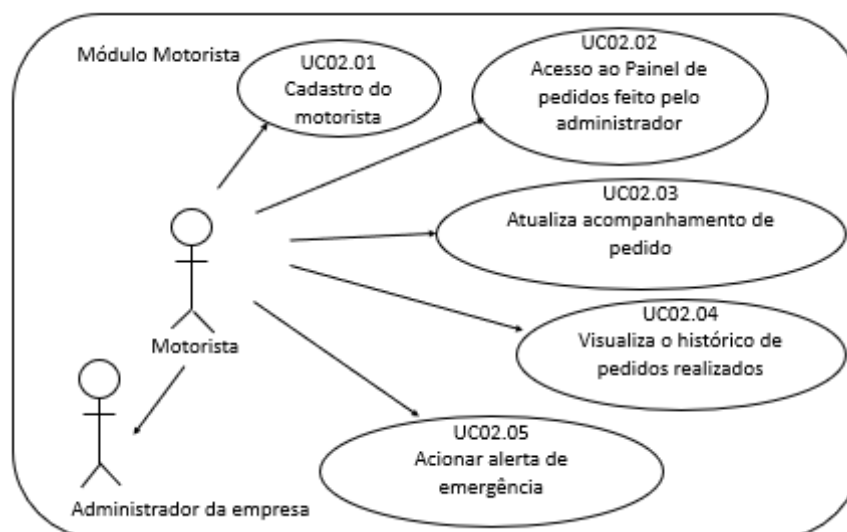 Módulo Motorista
UC02.01
Cadastro do
motorista
UC02.02
Acesso ao Painel de
pedidos feito pelo
administrador
UC02.03
Atualiza acompanhamento de
pedido
UC02.04
Visualiza o histórico de
pedidos realizados
Motorista
UC02.05
Acionar alerta de
emergência
Administrador da empresa